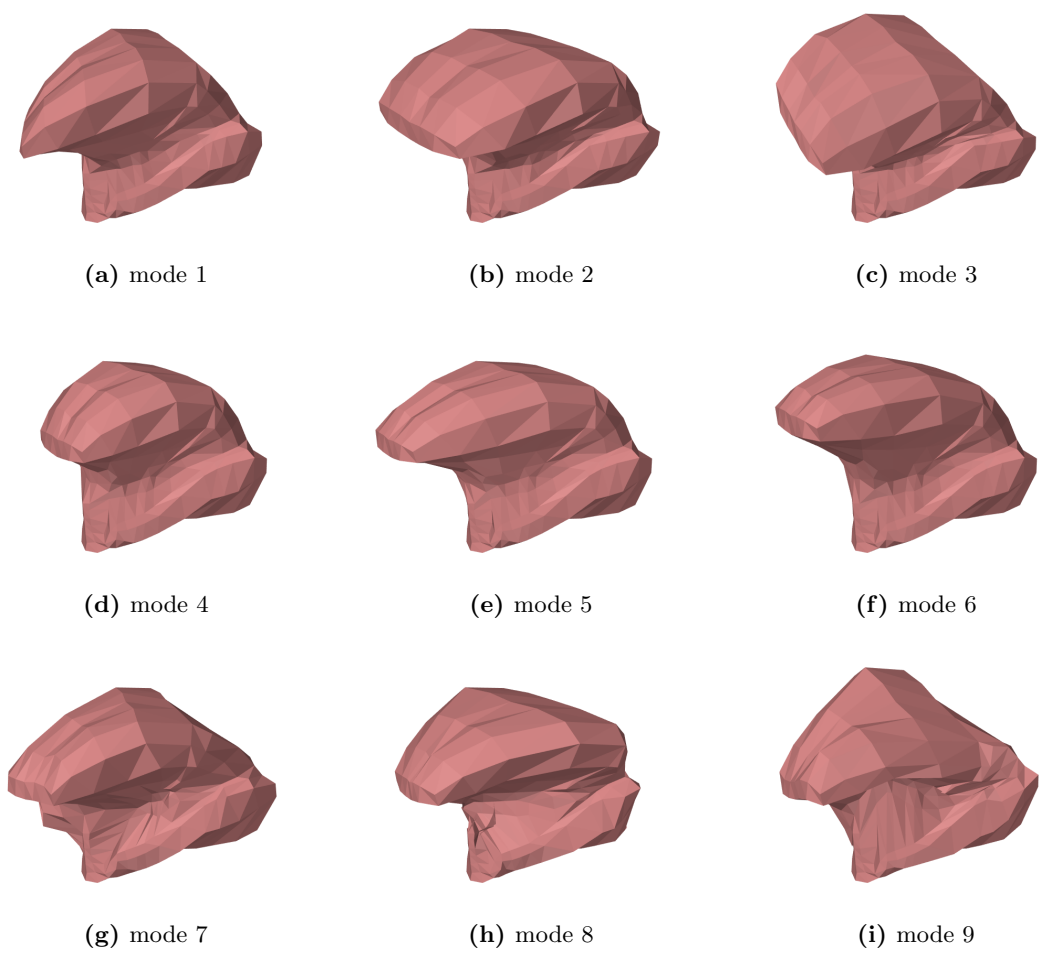 (a) mode 1
(b) mode 2
(c) mode 3
(d) mode 4
(e) mode 5
(f) mode 6
(g) mode 7
(h) mode 8
(i) mode 9